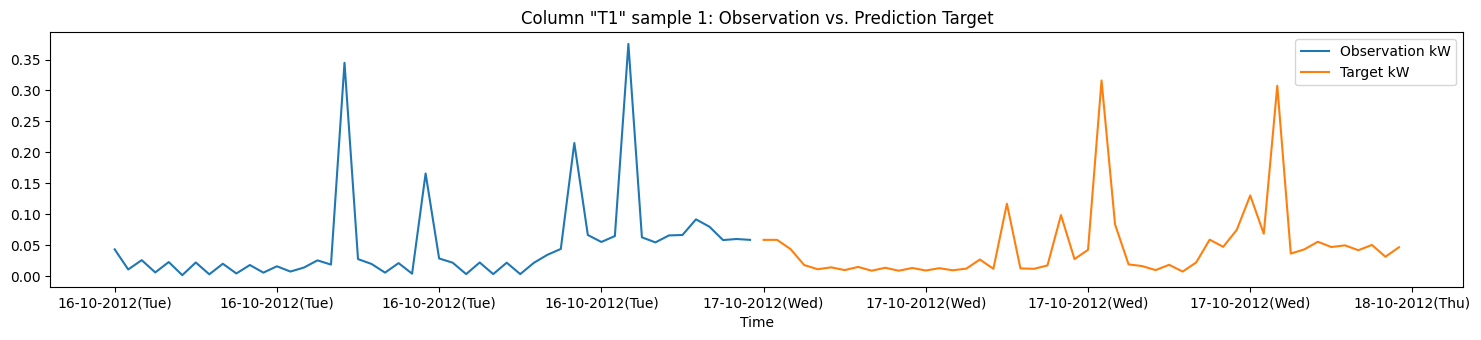 Column "T1" sample 1: Observation vs. Prediction Target
Observation kW
Target kW
0.35
0.30
0.25
0.20
0.15
0.10
0.05
0.00
16-10-2012(Tue) 16-10-2012(Tue) 16-10-2012(Tue) 16-10-2012(Tue) 17-10-2012(Wed) 17-10-2012(Wed) 17-10-2012(Wed) 17-10-2012(Wed) 18-10-2012(Thu)
Time